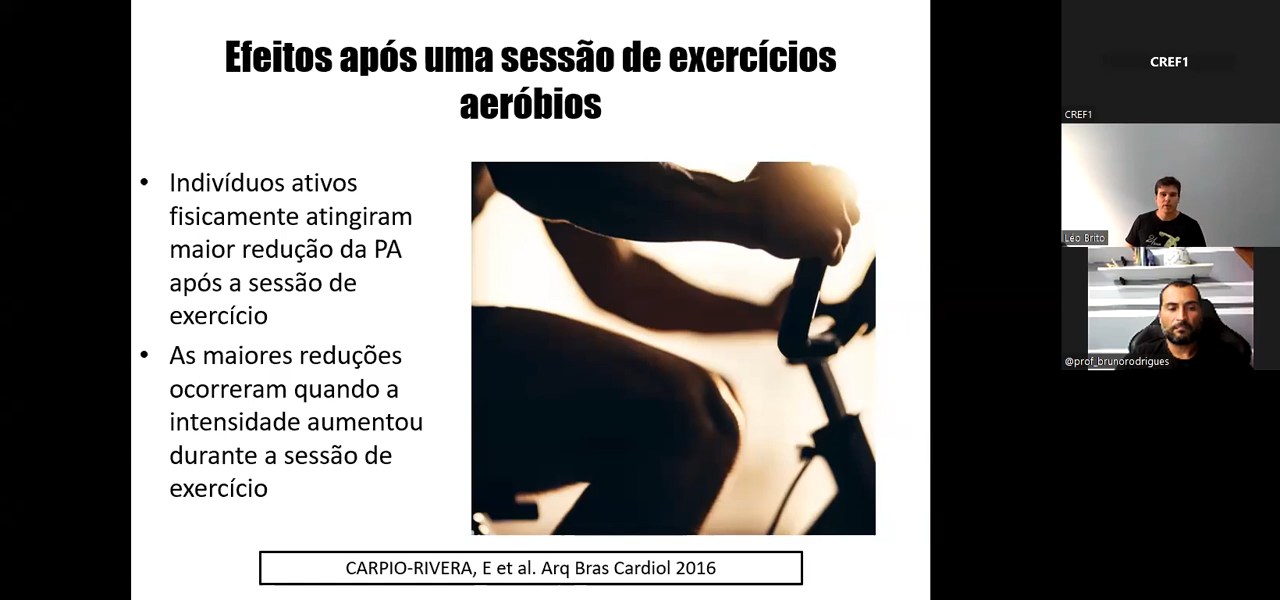 Efeitos após uma sessão de exercícios
aeróbios
• Indivíduos ativos
fisicamente atingiram
maior redução da PA
após a sessão de
exercício
• As maiores reduções
ocorreram quando a
intensidade aumentou
durante a sessão de
exercício
CARPIO-RIVERA, E et al. Arq Bras Cardiol 2016
CREF1
CREF1
Léo Brito
@prof_brunorodrigues